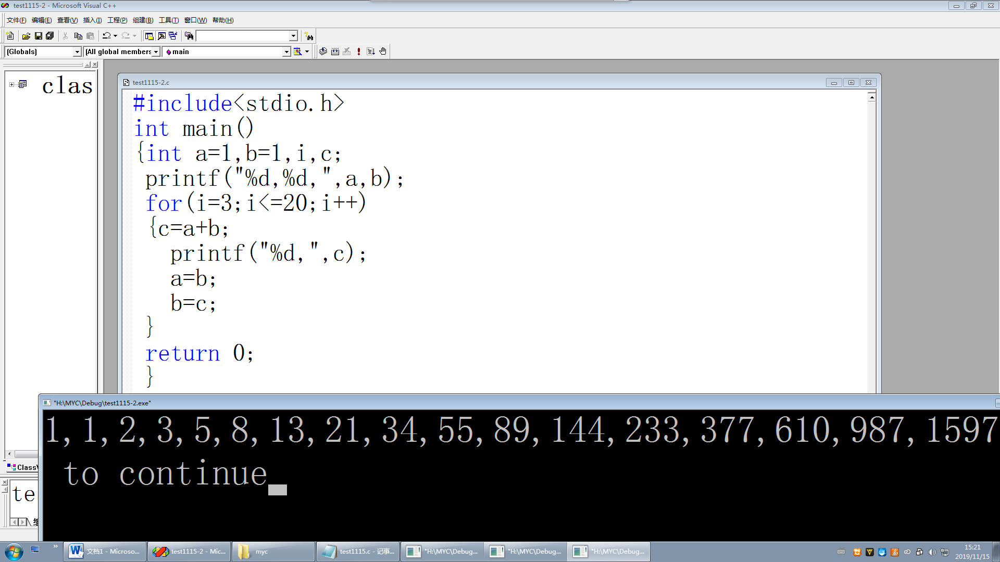 test1115-2 - Microsoft Visual C++
文件(F) 编辑(E) 查看(V) 插入(I) 工程(P) 组建(B) 工具(T) 窗口(W) 帮助(H)
(Globals) (All global members main
clas
test1115-2.c
#include<stdio.h>
int main()
{int a=1,b=1,i,c;
printf("%d,%d,",a,b);
for(i=3;i<=20;i++)
{c=a+b;
printf("%d,",c);
a=b;
b=c;
}
return 0;
}
ClassV
te
组
"H:\MYC\Debug\test1115-2.exe"
1,1,2,3,5,8,13,21,34,55,89,144,233,377,610,987,1597
to continue
文档1 - Microso... test1115-2 - Mic... myc test1115.c - 记事... "H:\MYC\Debug... "H:\MYC\Debug... "H:\MYC\Debug...
15:21
2019/11/15